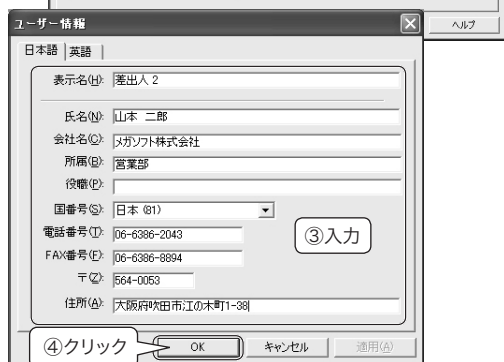 ヘルプ
ユーザー情報
日本語 英語
表示名(H): 差出人 2
氏名(N): 山本 二郎
会社名(C): メガソフト株式会社
所属(B): 営業部
役職(P):
国番号(S): 日本 (81)
電話番号(T): 06-6386-2043
③入力
FAX番号(F): 06-6386-8894
〒(Z): 564-0053
住所(A): 大阪府吹田市江の木町1-38
④クリック OK キャンセル 適用(A)